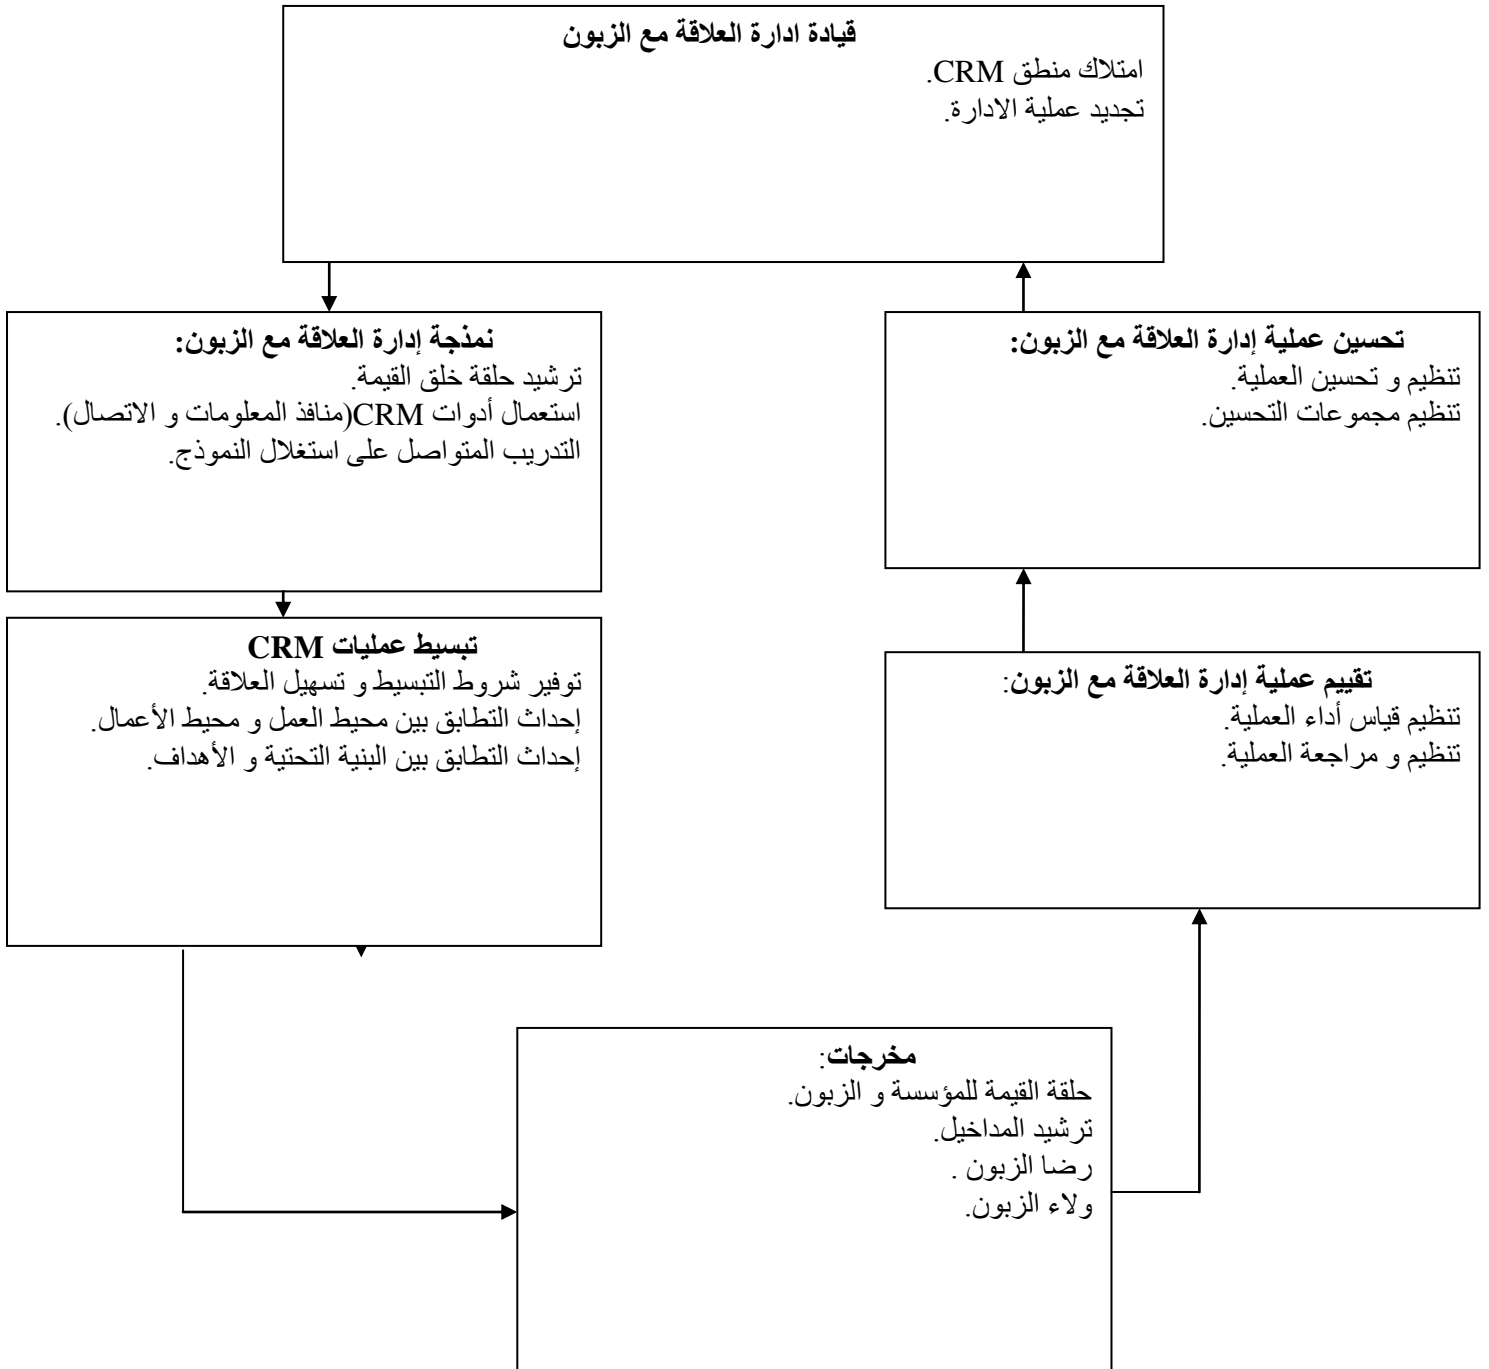 قيادة ادارة العلاقة مع الزبون
امتلاك منطق CRM.
تجديد عملية الادارة.
نمذجة إدارة العلاقة مع الزبون:
ترشيد حلقة خلق القيمة.
استعمال أدوات CRM(منافذ المعلومات و الاتصال).
التدريب المتواصل على استغلال النموذج.
تبسيط عمليات CRM
توفير شروط التبسيط و تسهيل العلاقة.
إحداث التطابق بين محيط العمل و محيط الأعمال.
إحداث التطابق بين البنية التحتية و الأهداف.
مخرجات:
حلقة القيمة للمؤسسة و الزبون.
ترشيد المداخيل.
رضا الزبون .
ولاء الزبون.
تقييم عملية إدارة العلاقة مع الزبون:
تنظيم قياس أداء العملية.
تنظيم و مراجعة العملية.
تحسين عملية إدارة العلاقة مع الزبون:
تنظيم و تحسين العملية.
تنظيم مجموعات التحسين.